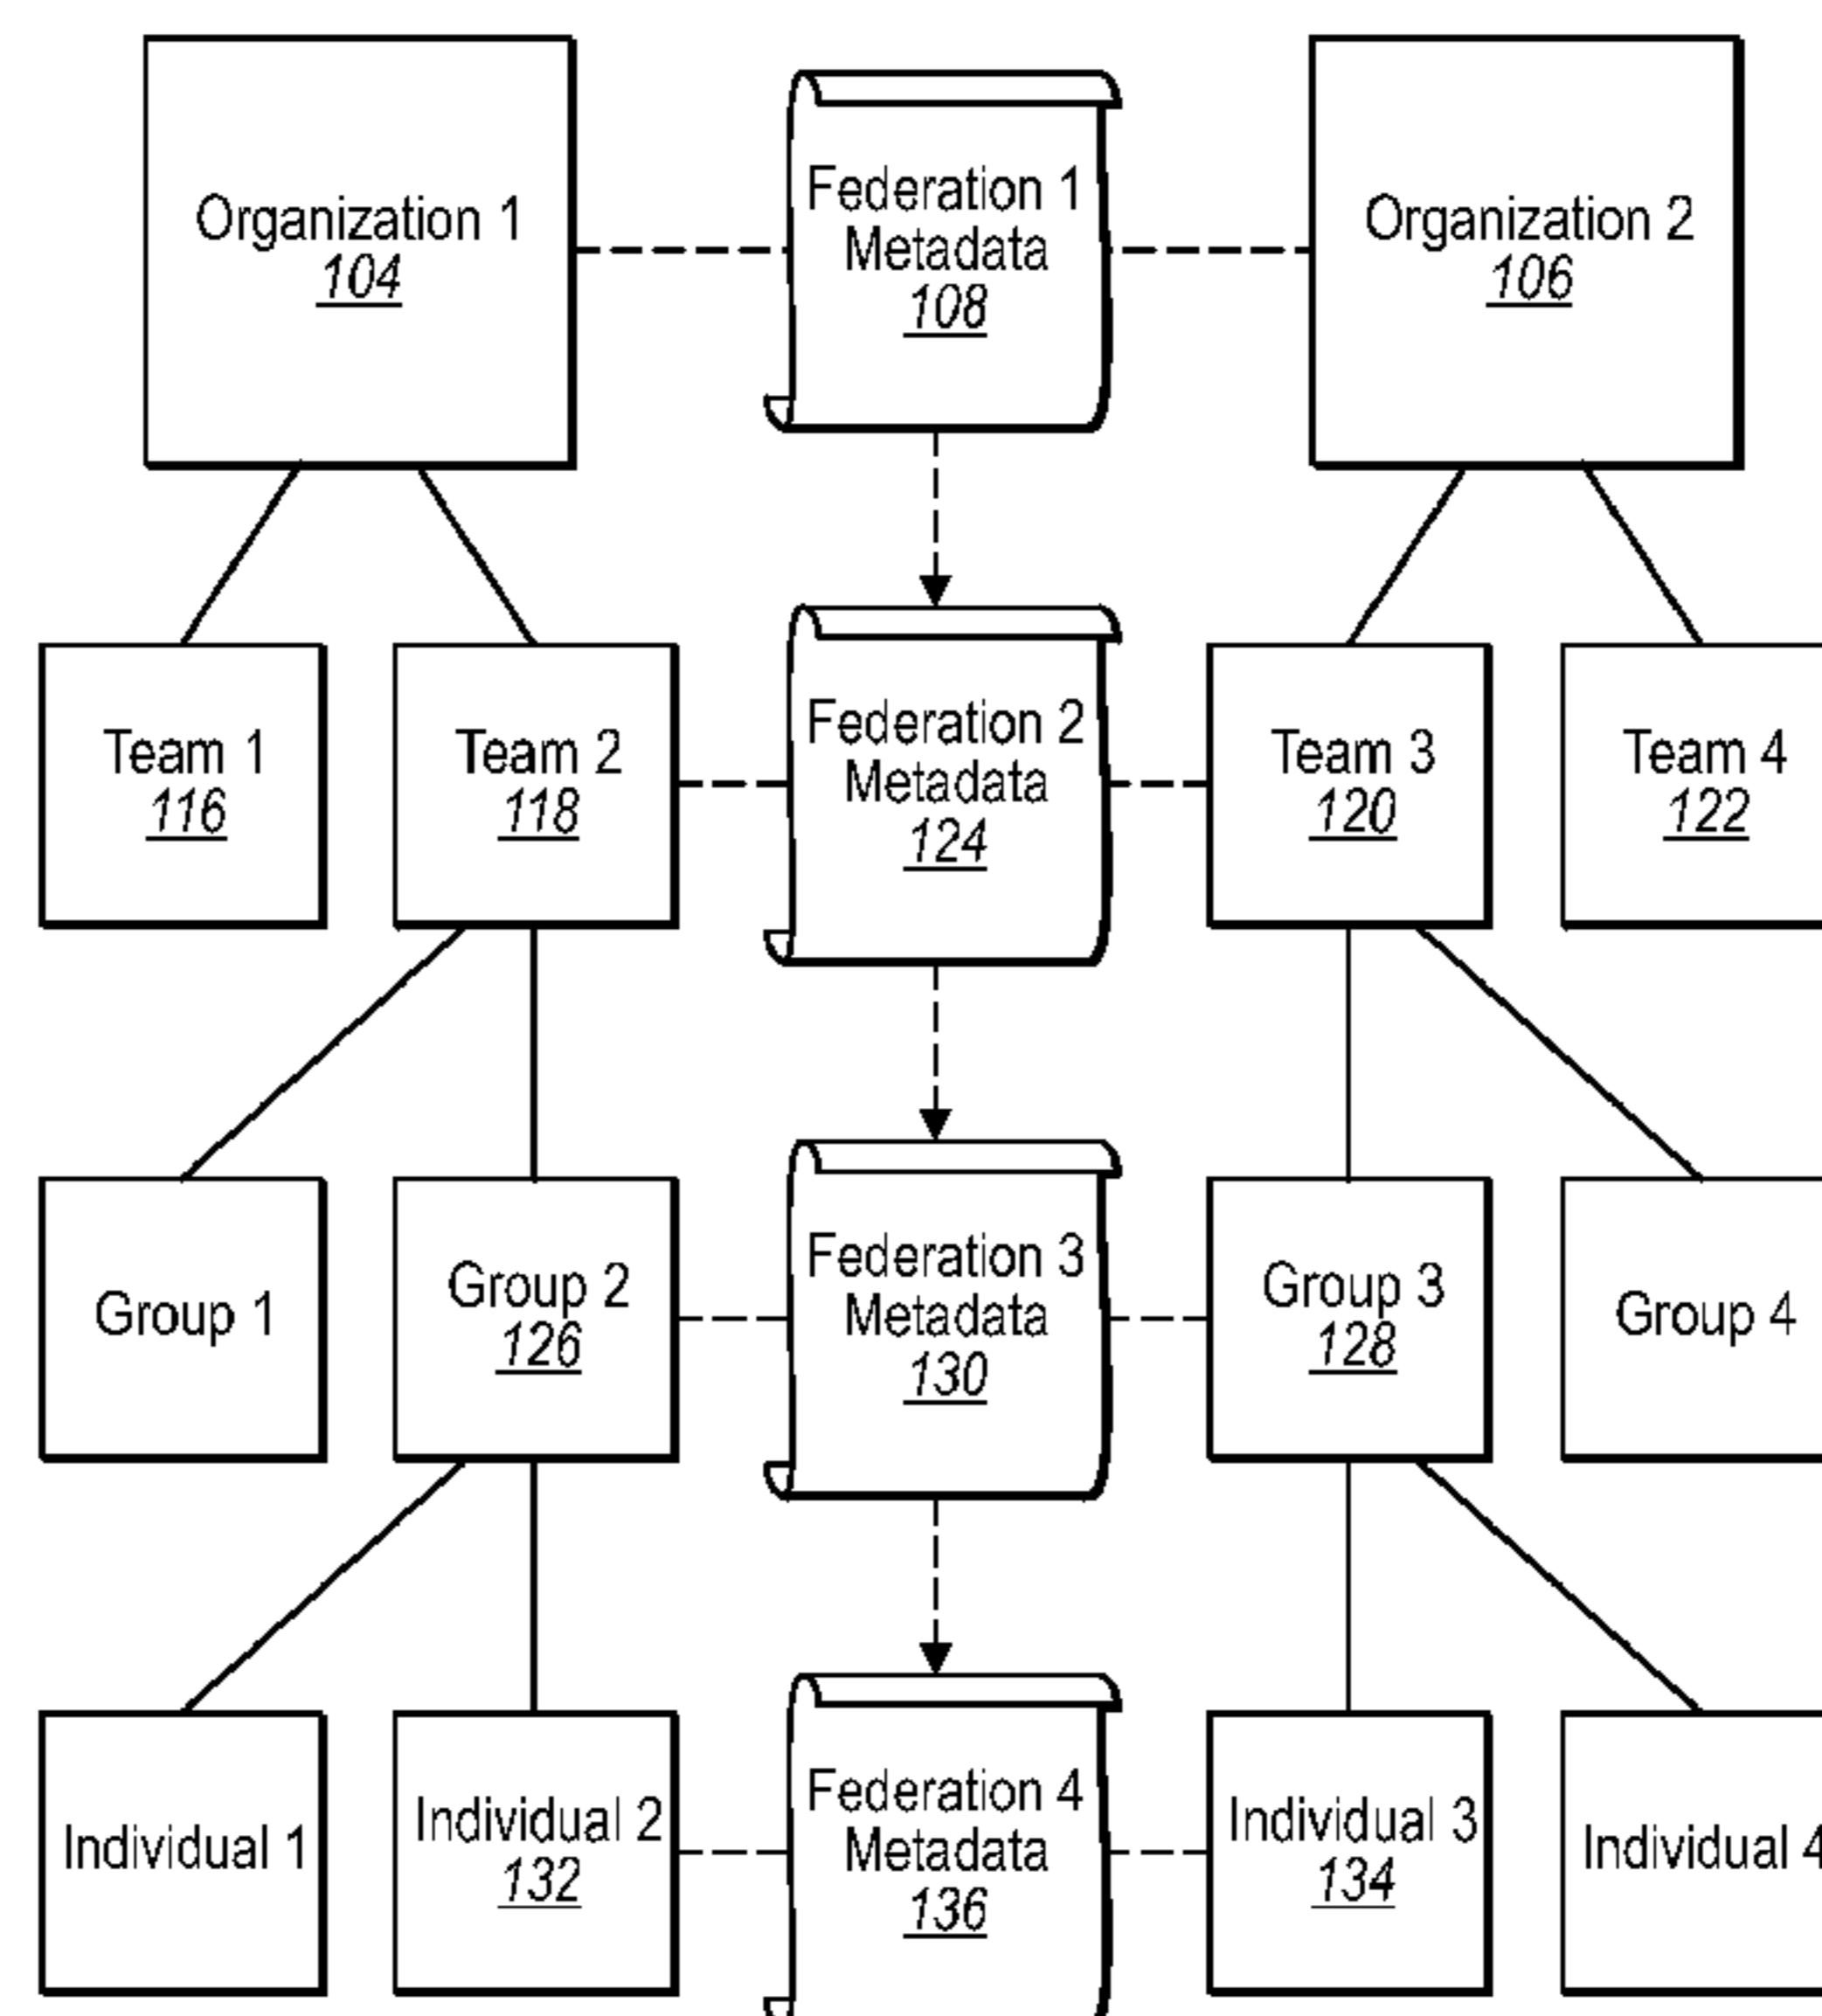 Organization 1
104
Federation 1
Metadata
108
Organization 2
106
Team 1
116
Team 2
118
Federation 2
Metadata
124
Team 3
120
Team 4
122
Group 1
Group 2
126
Federation 3
Metadata
130
Group 3
128
Group 4
Individual 1
Individual 2
132
Federation 4
Metadata
136
Individual 3
134
Individual 4